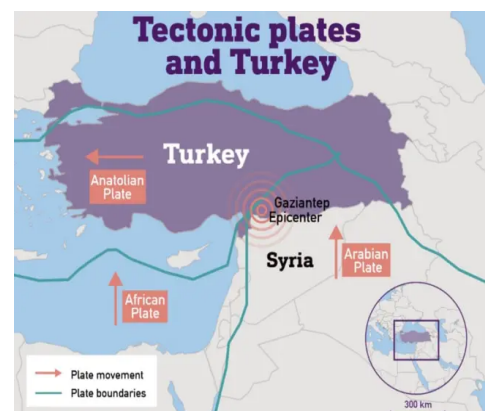 Tectonic plates
and Turkey
Turkey
Anatolian
Plate
Gaziantep
Epicenter
Syria
Arabian
Plate
African
Plate
Plate movement
Plate boundaries
300 km